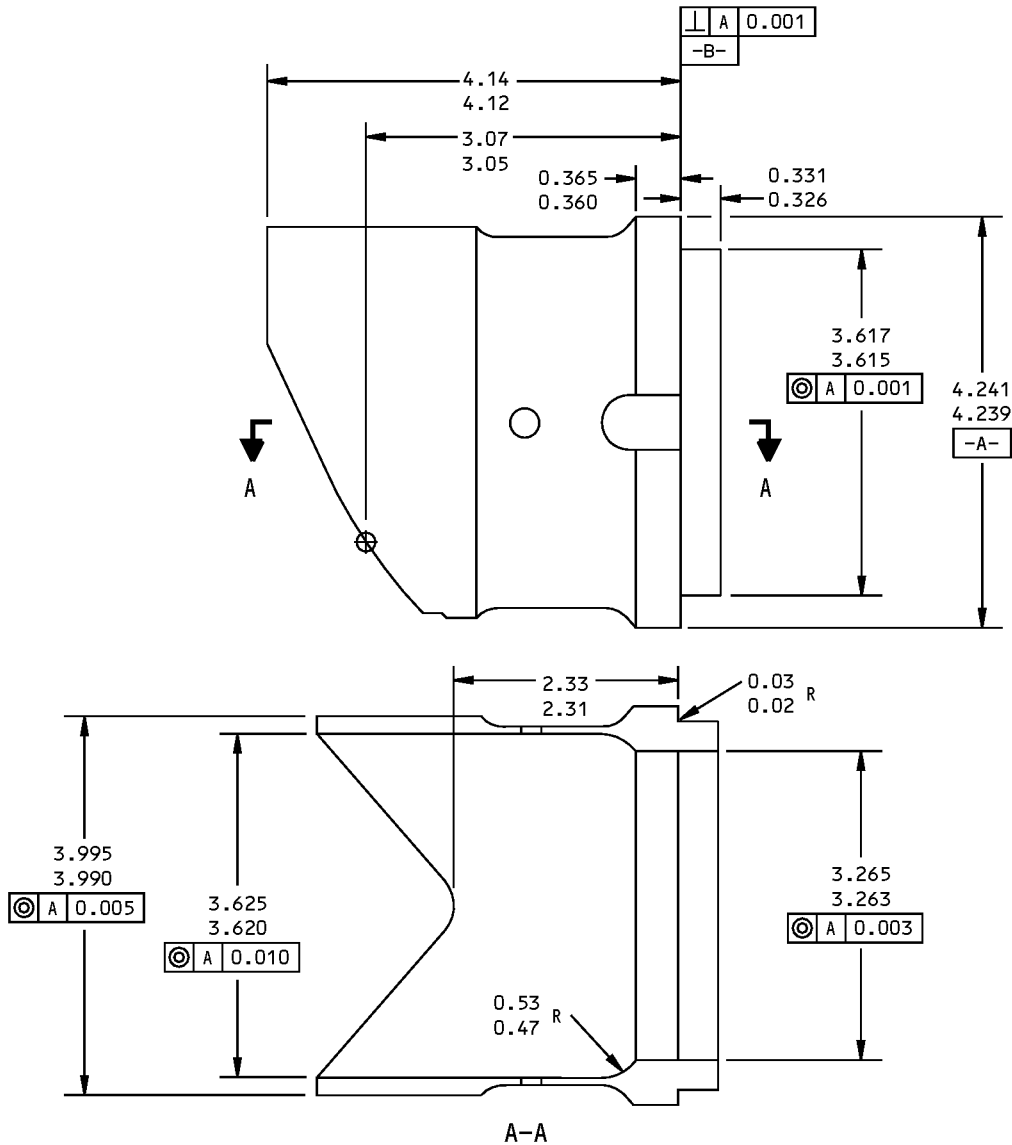 ⊥ A 0.001
-B-
4.14
4.12
3.07
3.05
0.365
0.360
0.331
0.326
3.617
3.615
◎ A 0.001
4.241
4.239
-A-
A
A
2.33
2.31
0.03
0.02 R
3.995
3.990
◎ A 0.005
3.625
3.620
◎ A 0.010
3.265
3.263
◎ A 0.003
0.53
0.47 R
A-A